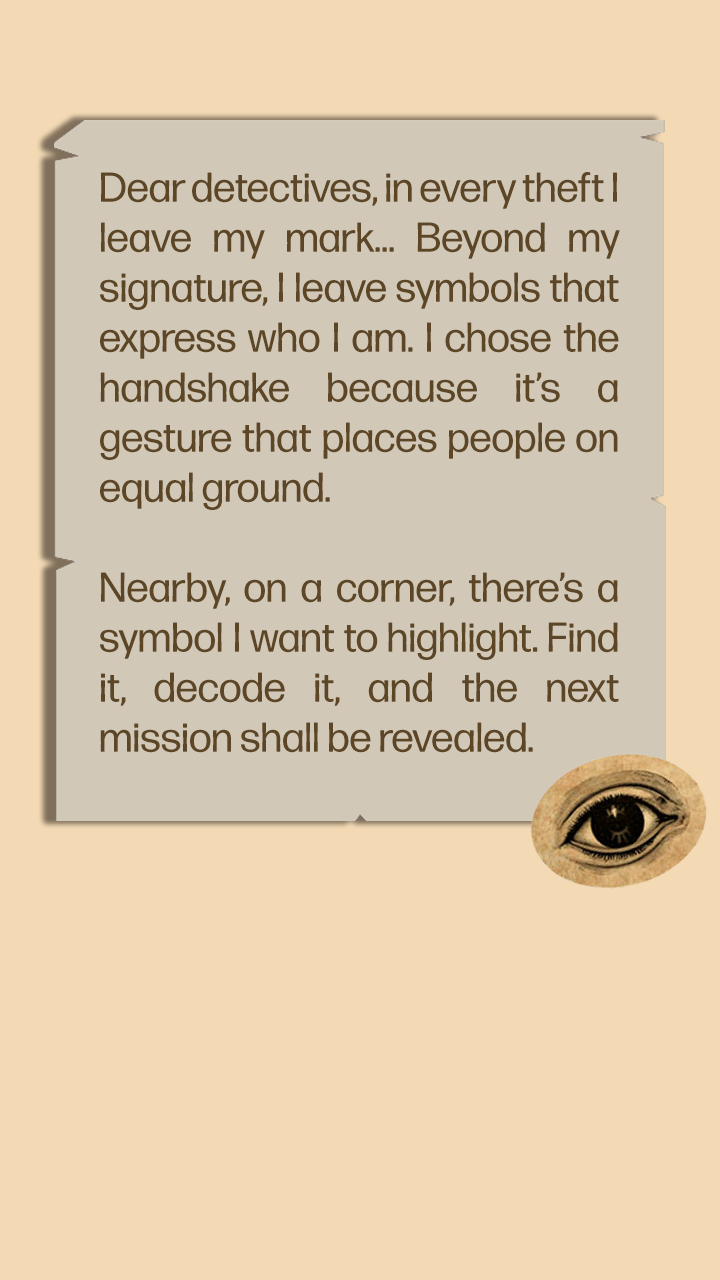 Dear detectives, in every theft I
leave my mark... Beyond my
signature, I leave symbols that
express who I am. I chose the
handshake because it’s a
gesture that places people on
equal ground.
Nearby, on a corner, there’s a
symbol I want to highlight. Find
it, decode it, and the next
mission shall be revealed.